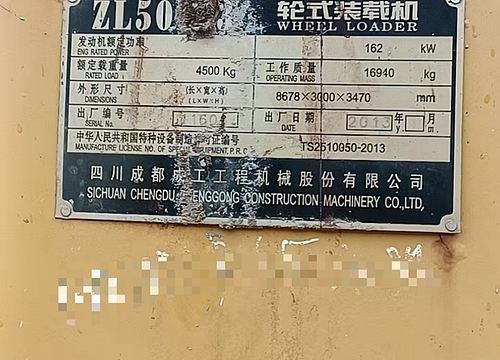 ZL50 轮式装载机
WHEEL LOADER
发动机额定功率 162 kW
ENG RATED POWER
额定载重量 4500 Kg 工作质量 16940 kg
RATED LOAD OPERATING MASS
外形尺寸 (长×宽×高) 8678×3000×3470 mm
DIMENSIONS (L×W×H)
出厂编号 出厂日期 2013 年 月
SERIAL No. DATE y m
中华人民共和国特种设备制造许可证编号 TS2510950-2013
MANUFACTURE LICENSE NO. OF SPECIAL EQUIPMENT, P.R.C
四川成都成工工程机械股份有限公司
SICHUAN CHENGDU CHENGGONG CONSTRUCTION MACHINERY CO.,LTD,